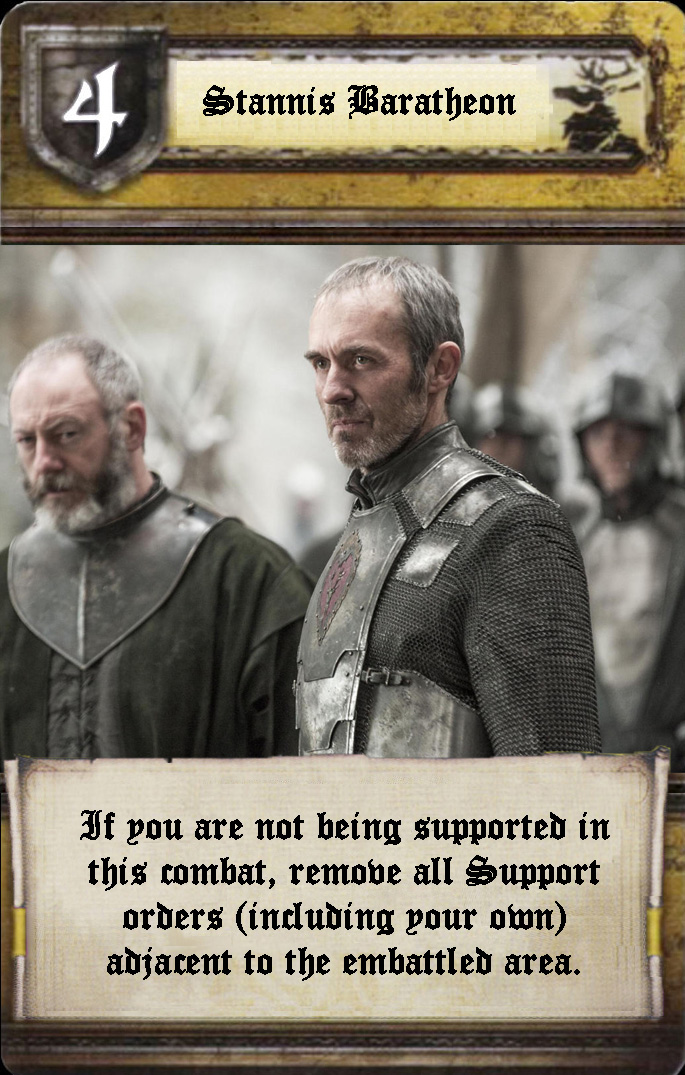 4
Stannis Baratheon
If you are not being supported in
this combat, remove all Support
orders (including your own)
adjacent to the embattled area.